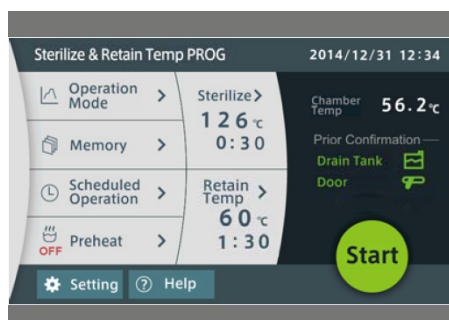 Sterilize & Retain Temp PROG
2014/12/31 12:34
Operation
Mode
Memory
Scheduled
Operation
OFF
Preheat
Sterilize
126℃
0:30
Retain
Temp
60℃
1:30
Chamber
Temp
56.2℃
Prior Confirmation
Drain Tank
Door
Start
Setting
? Help